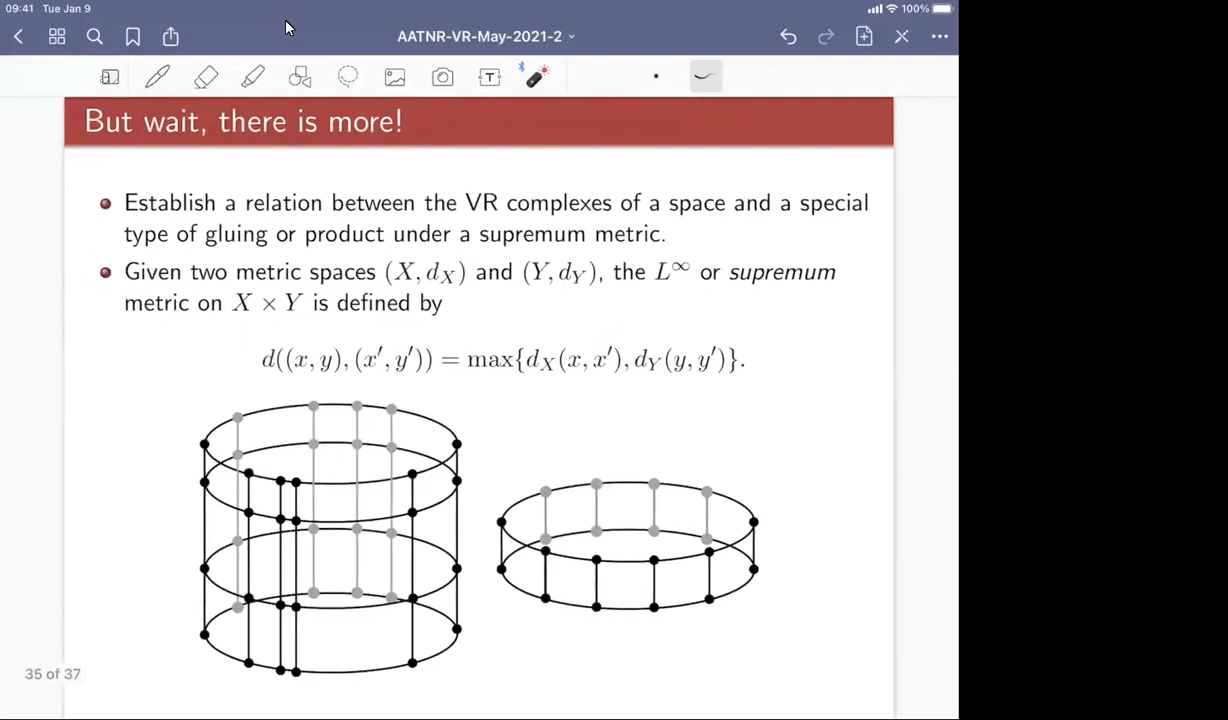 09:41 Tue Jan 9
100%
AATNR-VR-May-2021-2
T
But wait, there is more!
Establish a relation between the VR complexes of a space and a special
type of gluing or product under a supremum metric.
Given two metric spaces (X, d_X) and (Y, d_Y), the L^∞ or supremum
metric on X × Y is defined by
d((x, y), (x′, y′)) = max{d_X(x, x′), d_Y(y, y′)}.
35 of 37